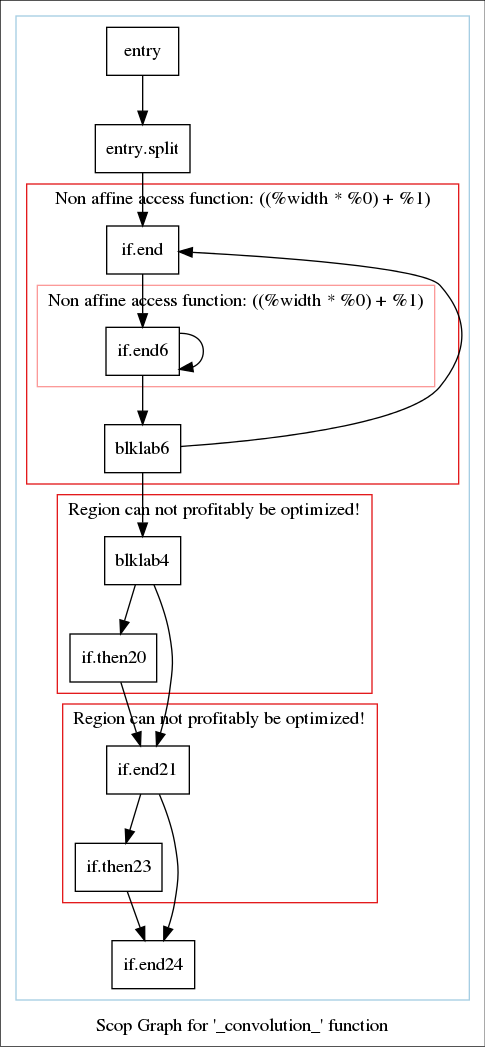 entry
entry.split
Non affine access function: ((%width * %0) + %1)
if.end
Non affine access function: ((%width * %0) + %1)
if.end6
blklab6
Region can not profitably be optimized!
blklab4
if.then20
Region can not profitably be optimized!
if.end21
if.then23
if.end24
Scop Graph for '_convolution_' function